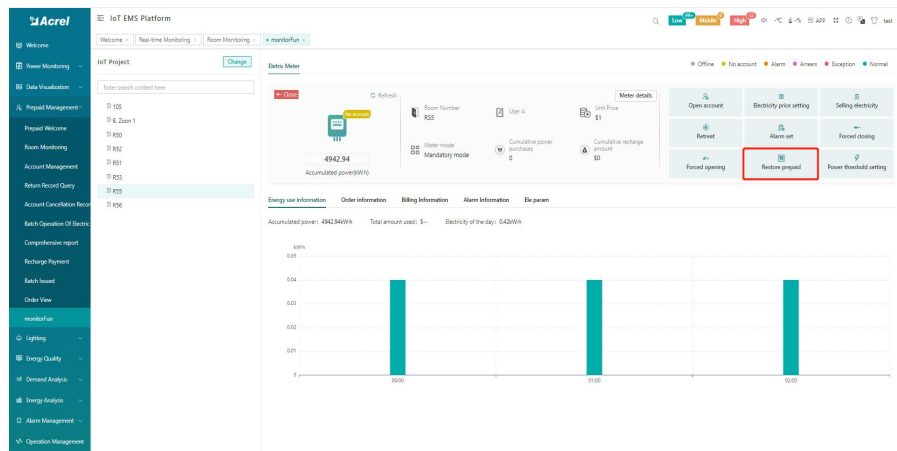 Acrel
IoT EMS Platform
Low 99+ Middle High APP test
Welcome × Real-time Monitoring × Room Monitoring × monitorFun ×
Welcome
Power Monitoring
Data Visualization
Prepaid Management
Prepaid Welcome
Room Monitoring
Account Management
Return Record Query
Account Cancellation Recor
Batch Operation Of Electric
Comprehensive report
Recharge Payment
Batch Issued
Order View
monitorFun
Lighting
Energy Quality
Demand Analysis
Energy Analysis
Alarm Management
Operation Management
IoT Project
Change
Enter search content here
105
B. Zoon 1
R50
R52
R51
R53
R55
R56
Eletric Meter
Offline No account Alarm Arrears Exception Normal
Close
Refresh
No account
4942.94
Accumulated power(kW·h)
Meter details
Room Number
R55
User A
Unit Price
$1
Meter mode
Mandatory mode
Cumulative power purchases
0
Cumulative recharge amount
$0
Open account
Electricity price setting
Selling electricity
Retreat
Alarm set
Forced closing
Forced opening
Restore prepaid
Power threshold setting
Energy use information Order information Billing Information Alarm Information Ele param
Accumulated power: 4942.94kW·h Total amount used: $-- Electricity of the day: 0.42kW·h
kW·h
0.05
0.04
0.03
0.02
0.01
0
00:00 01:00 02:00